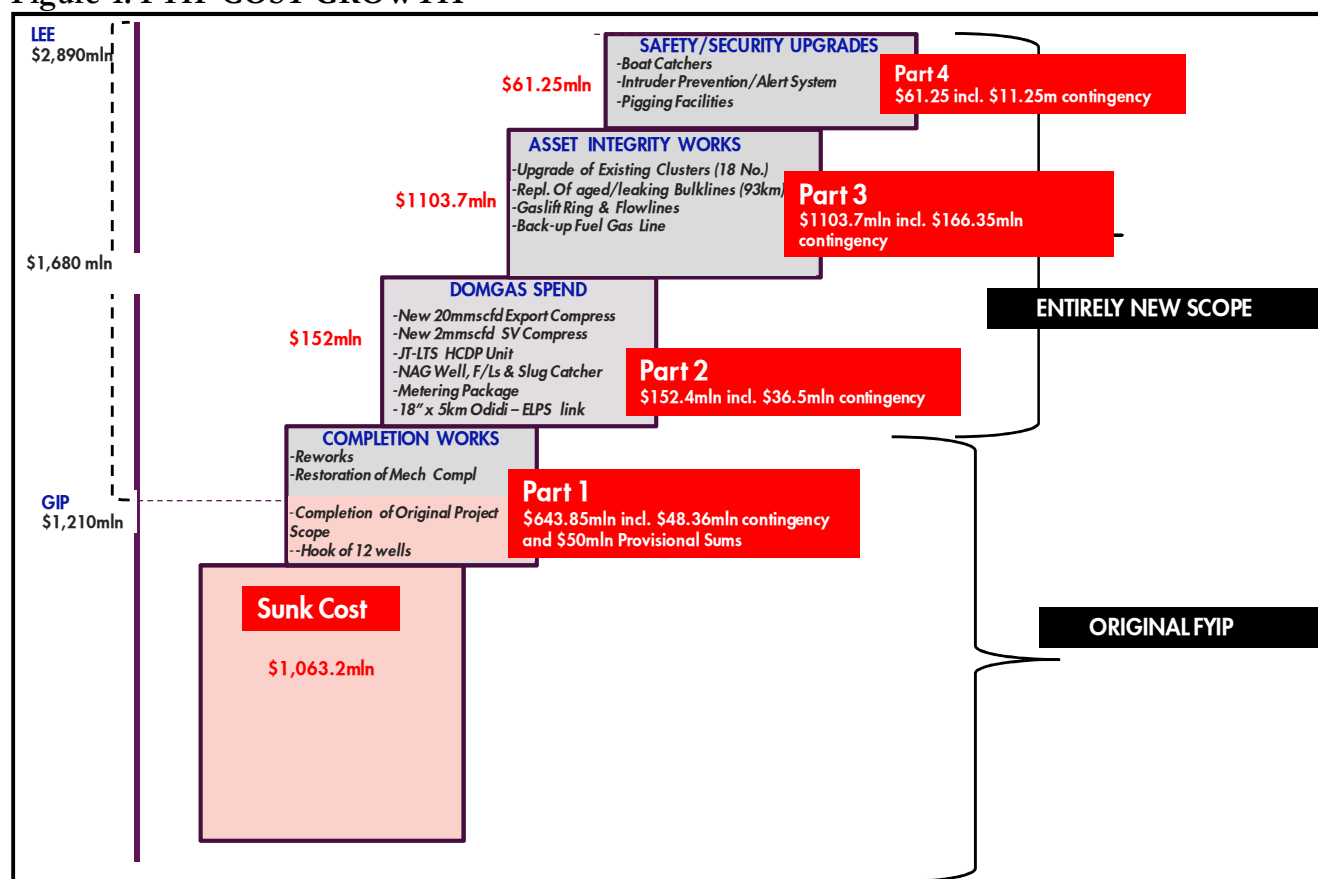 Figure 4: FYIP COST GROWTH
LEE
$2,890mln
SAFETY/SECURITY UPGRADES
-Boat Catchers
-Intruder Prevention/Alert System
-Pigging Facilities
$61.25mln
Part 4
$61.25 incl. $11.25m contingency
ASSET INTEGRITY WORKS
-Upgrade of Existing Clusters (18 No.)
-Repl. Of aged/leaking Bulklines (93km)
-Gaslift Ring & Flowlines
-Back-up Fuel Gas Line
$1103.7mln
Part 3
$1103.7mln incl. $166.35mln
contingency
$1,680 mln
DOMGAS SPEND
-New 20mmscfd Export Compress
-New 2mmscfd SV Compress
-JT-LTS HCDP Unit
-NAG Well, F/Ls & Slug Catcher
-Metering Package
-18" x 5km Odidi – ELPS link
$152mln
Part 2
$152.4mln incl. $36.5mln contingency
ENTIRELY NEW SCOPE
COMPLETION WORKS
-Reworks
-Restoration of Mech Compl
-Completion of Original Project
Scope
--Hook of 12 wells
GIP
$1,210mln
Part 1
$643.85mln incl. $48.36mln contingency
and $50mln Provisional Sums
Sunk Cost
$1,063.2mln
ORIGINAL FYIP